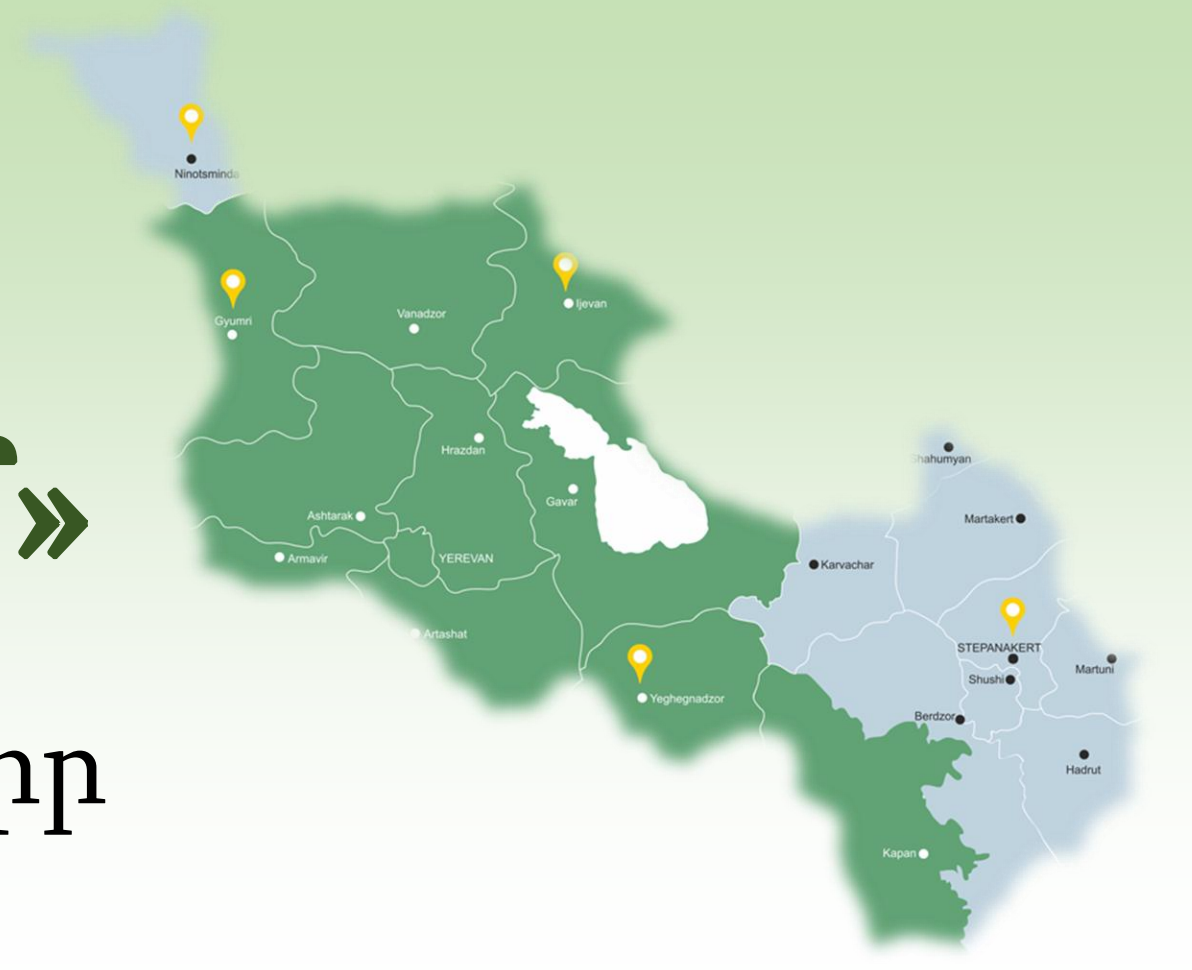 Ninotsminda
Gyumri
Vanadzor
Ijevan
Hrazdan
Gavar
Shahumyan
Ashtarak
Martakert
»
Armavir
YEREVAN
Karvachar
Artashat
STEPANAKERT
Martuni
Shushi
Yeghegnadzor
Berdzor
Hadrut
Kapan